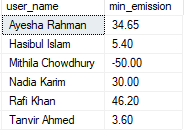 user_name min_emission
Ayesha Rahman 34.65
Hasibul Islam 5.40
Mithila Chowdhury -50.00
Nadia Karim 30.00
Rafi Khan 46.20
Tanvir Ahmed 3.60